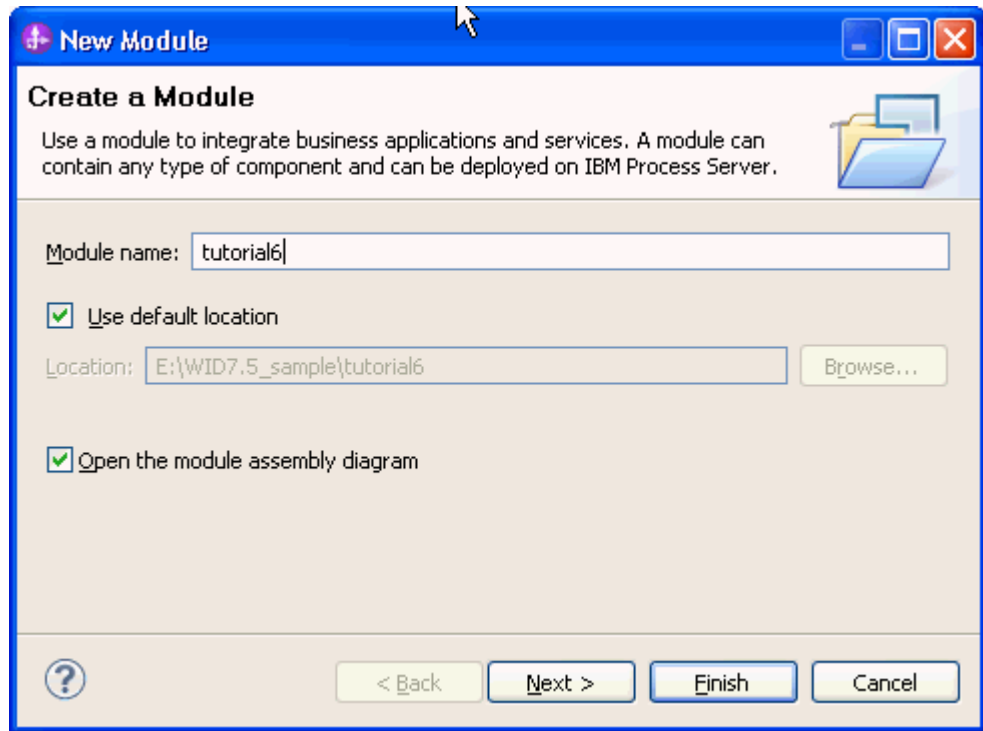 New Module
Create a Module
Use a module to integrate business applications and services. A module can
contain any type of component and can be deployed on IBM Process Server.
Module name: tutorial6
Use default location
Location: E:\WID7.5_sample\tutorial6 Browse...
Open the module assembly diagram
? < Back Next > Finish Cancel